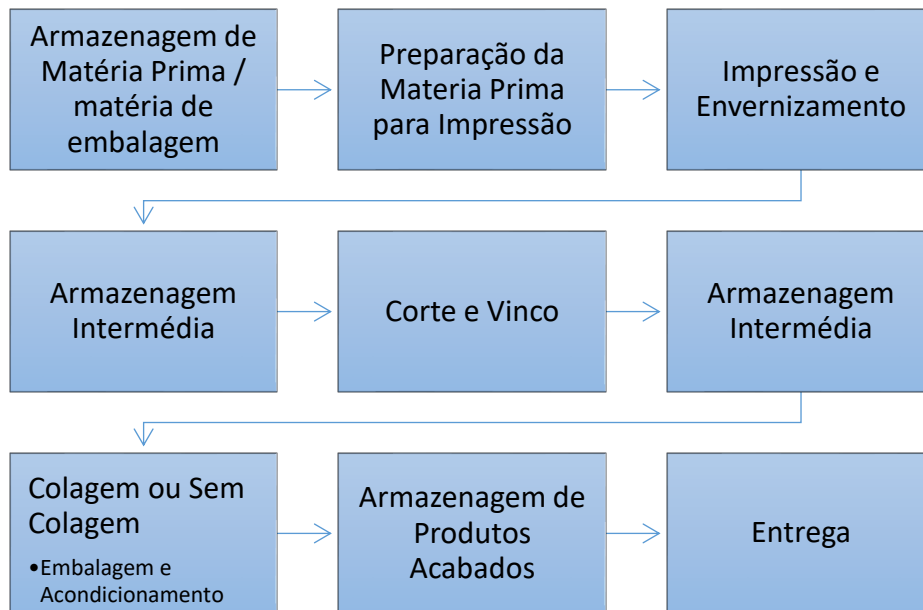 Armazenagem de
Matéria Prima /
matéria de
embalagem
Preparação da
Materia Prima
para Impressão
Impressão e
Envernizamento
Armazenagem
Intermédia
Corte e Vinco
Armazenagem
Intermédia
Colagem ou Sem
Colagem
•Embalagem e
Acondicionamento
Armazenagem de
Produtos
Acabados
Entrega